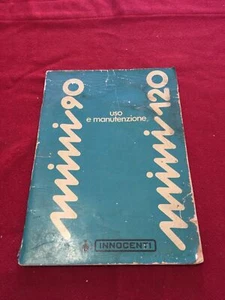 mini 90
uso
e manutenzione
mini 120
INNOCENTI